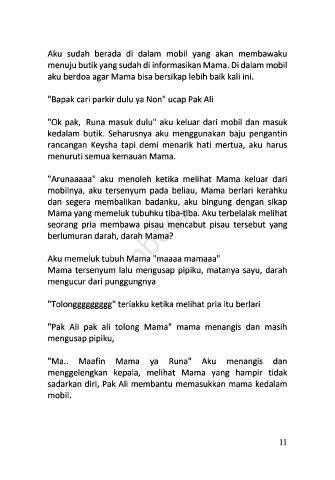 Aku sudah berada di dalam mobil yang akan membawaku
menuju butik yang sudah di informasikan Mama. Di dalam mobil
aku berdoa agar Mama bisa bersikap lebih baik kali ini.
"Bapak cari parkir dulu ya Non" ucap Pak Ali
"Ok pak, Runa masuk dulu" aku keluar dari mobil dan masuk
kedalam butik. Seharusnya aku menggunakan baju pengantin
rancangan Keysha tapi demi menarik hati mertua, aku harus
menuruti semua kemauan Mama.
"Arunaaaaa" aku menoleh ketika melihat Mama keluar dari
mobilnya, aku tersenyum pada beliau, Mama berlari kerahku
dan segera membalikan badanku, aku bingung dengan sikap
Mama yang memeluk tubuhku tiba-tiba. Aku terbelalak melihat
seorang pria membawa pisau mencabut pisau tersebut yang
berlumuran darah, darah Mama?
Aku memeluk tubuh Mama "maaaa mamaaa"
Mama tersenyum lalu mengusap pipiku, matanya sayu, darah
mengucur dari punggungnya
"Tolonggggggggg" teriakku ketika melihat pria itu berlari
"Pak Ali pak ali tolong Mama" mama menangis dan masih
mengusap pipiku,
"Ma.. Maafin Mama ya Runa" Aku menangis dan
menggelengkan kepala, melihat Mama yang hampir tidak
sadarkan diri, Pak Ali membantu memasukkan mama kedalam
mobil.
11